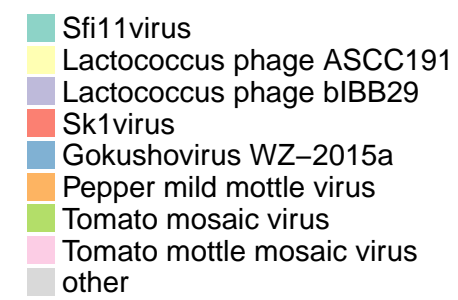 Sfi11virus
Lactococcus phage ASCC191
Lactococcus phage bIBB29
Sk1virus
Gokushovirus WZ−2015a
Pepper mild mottle virus
Tomato mosaic virus
Tomato mottle mosaic virus
other